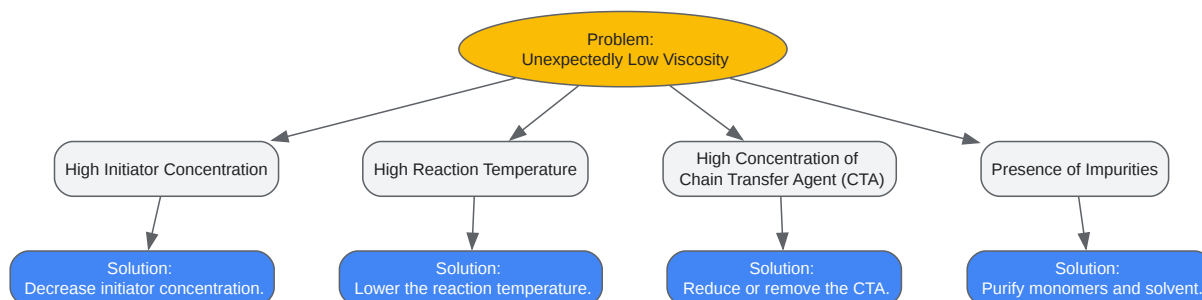 Problem:
Unexpectedly Low Viscosity
High Initiator Concentration
High Reaction Temperature
High Concentration of
Chain Transfer Agent (CTA)
Presence of Impurities
Solution:
Decrease initiator concentration.
Solution:
Lower the reaction temperature.
Solution:
Reduce or remove the CTA.
Solution:
Purify monomers and solvent.